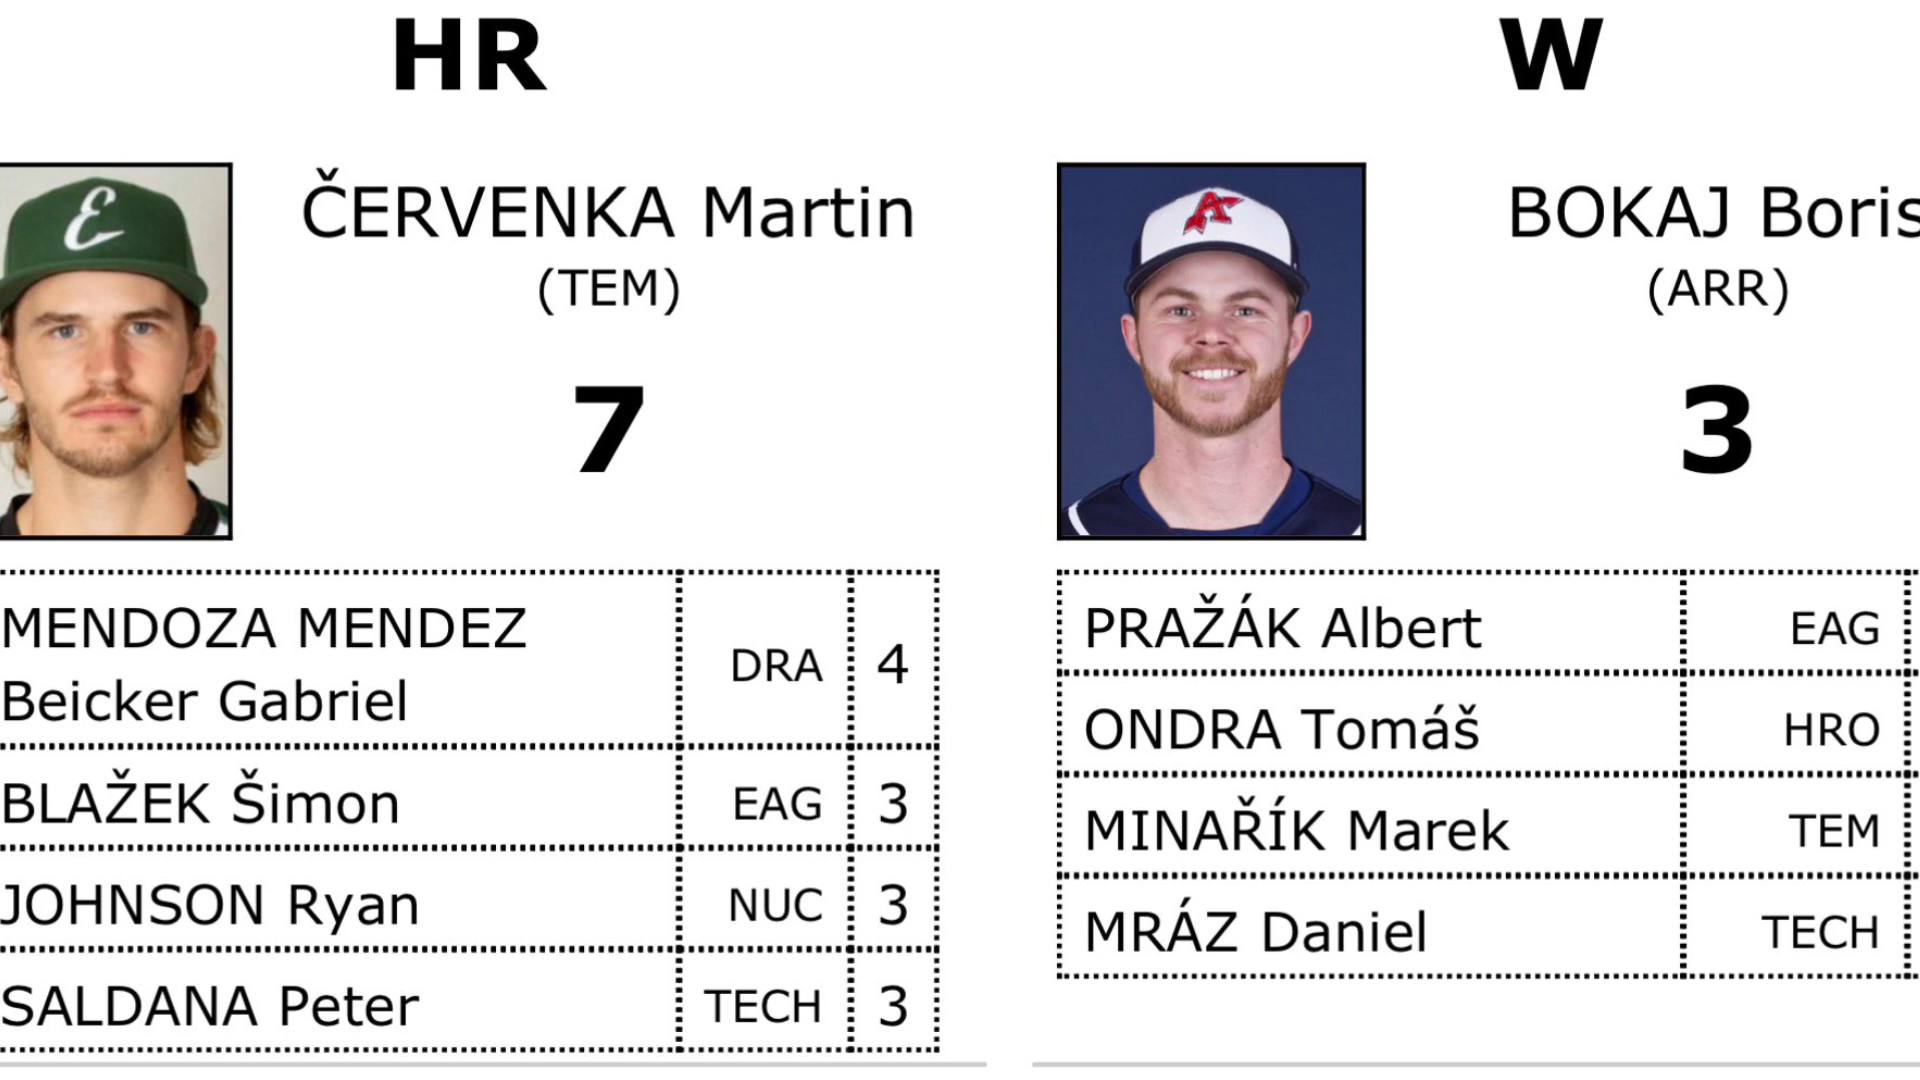 HR
ČERVENKA Martin
(TEM)
7
MENDOZA MENDEZ
Beicker Gabriel
DRA 4
BLAŽEK Šimon EAG 3
JOHNSON Ryan NUC 3
SALDANA Peter TECH 3
W
BOKAJ Boris
(ARR)
3
PRAŽÁK Albert EAG
ONDRA Tomáš HRO
MINAŘÍK Marek TEM
MRÁZ Daniel TECH